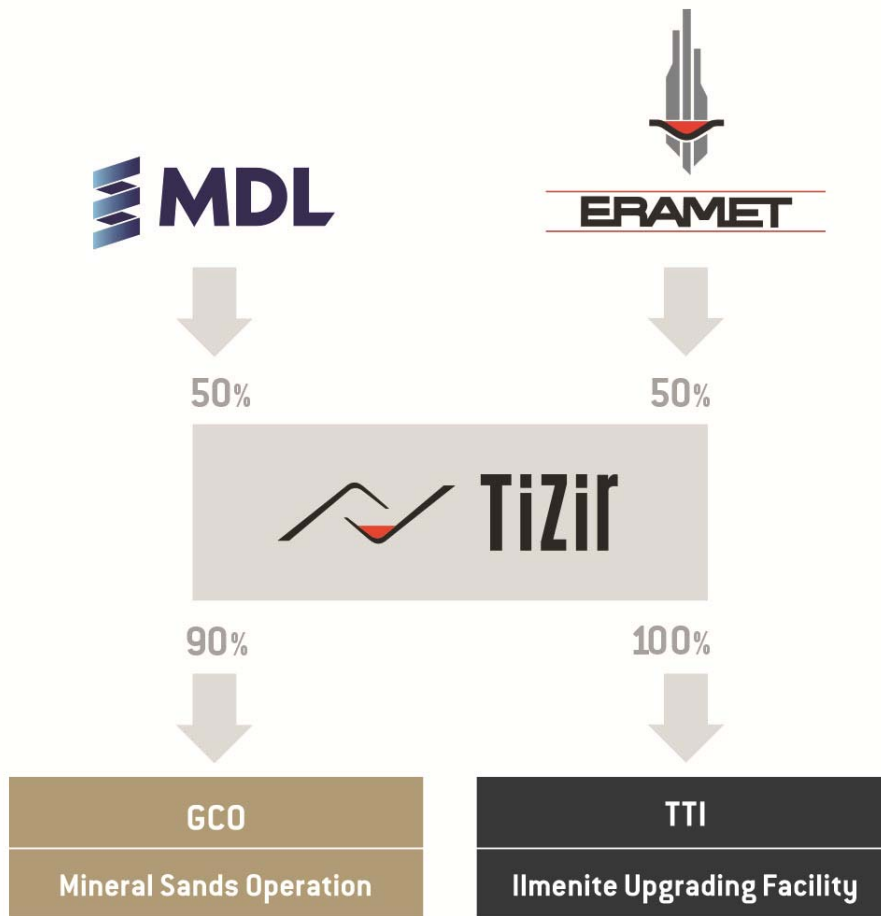 MDL
ERAMET
50%
50%
TiZir
90%
100%
GCO
TTI
Mineral Sands Operation
Ilmenite Upgrading Facility